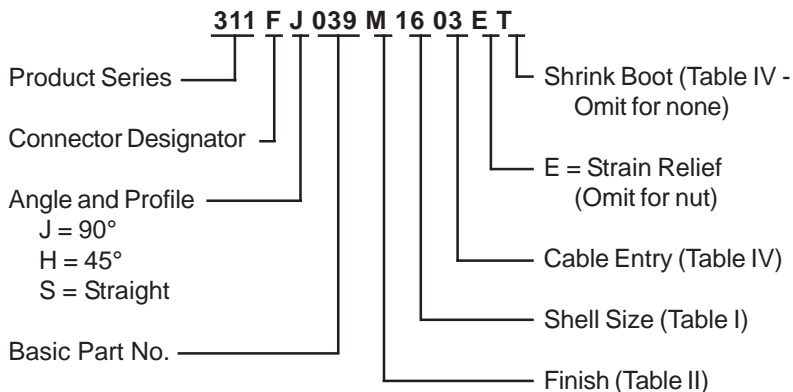 311 F J 039 M 16 03 E T
Product Series
Connector Designator
Angle and Profile
J = 90°
H = 45°
S = Straight
Basic Part No.
Shrink Boot (Table IV -
Omit for none)
E = Strain Relief
(Omit for nut)
Cable Entry (Table IV)
Shell Size (Table I)
Finish (Table II)